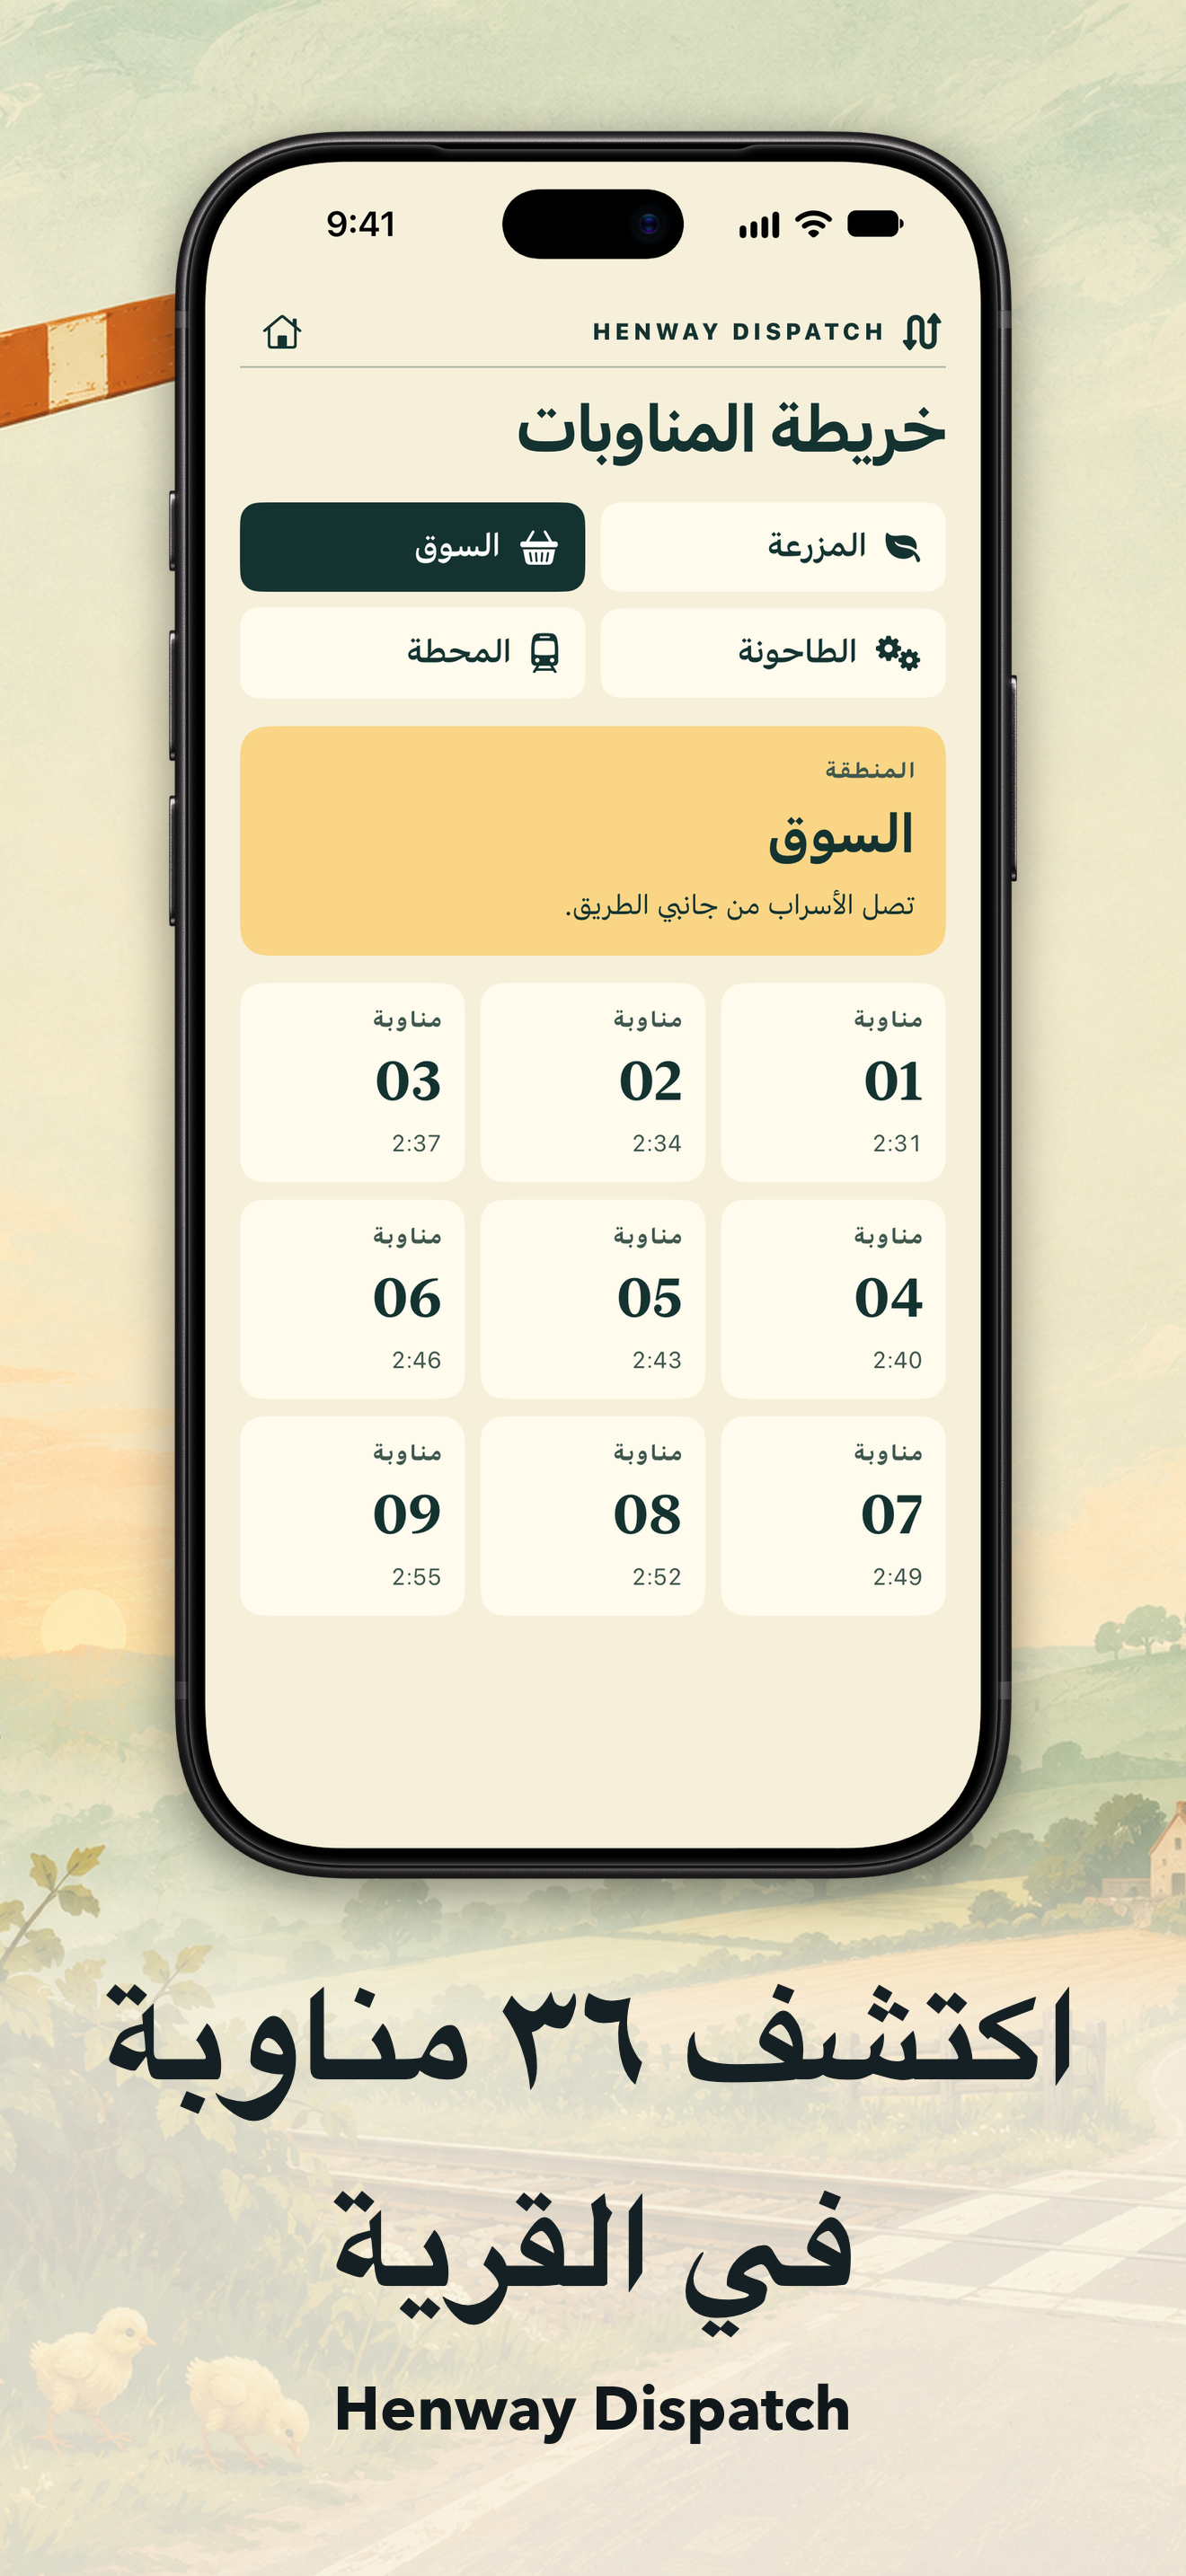 9:41
HENWAY DISPATCH
خريطة المناوبات
المزرعة
السوق
الطاحونة
المحطة
المنطقة
السوق
تصل الأسراب من جانبي الطريق.
مناوبة
01
2:31
مناوبة
02
2:34
مناوبة
03
2:37
مناوبة
04
2:40
مناوبة
05
2:43
مناوبة
06
2:46
مناوبة
07
2:49
مناوبة
08
2:52
مناوبة
09
2:55
اكتشف ٣٦ مناوبة
في القرية
Henway Dispatch